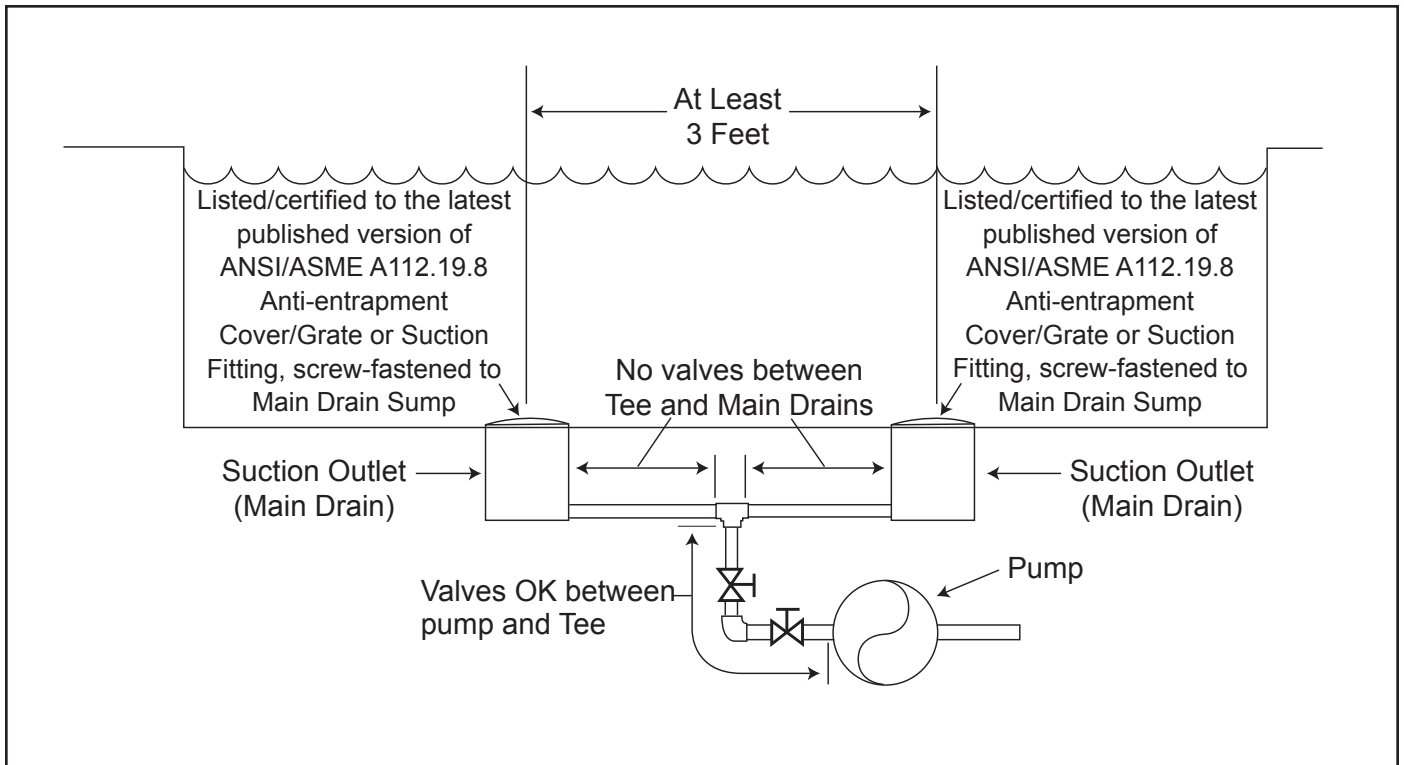 At Least
3 Feet
Listed/certified to the latest
published version of
ANSI/ASME A112.19.8
Anti-entrapment
Cover/Grate or Suction
Fitting, screw-fastened to
Main Drain Sump
Listed/certified to the latest
published version of
ANSI/ASME A112.19.8
Anti-entrapment
Cover/Grate or Suction
Fitting, screw-fastened to
Main Drain Sump
No valves between
Tee and Main Drains
Suction Outlet
(Main Drain)
Suction Outlet
(Main Drain)
Valves OK between
pump and Tee
Pump